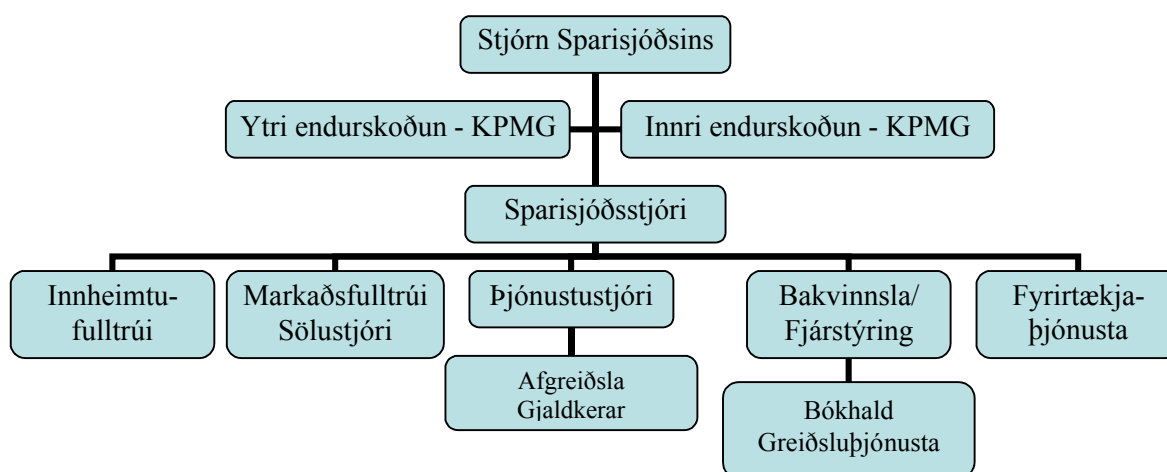 Stjórn Sparisjóðsins
Ytri endurskoðun - KPMG
Innri endurskoðun - KPMG
Sparisjóðsstjóri
Innheimtu-
fulltrúi
Markaðsfulltrúi
Sölustjóri
Þjónustustjóri
Bakvinnsla/
Fjárstýring
Fyrirtækja-
þjónusta
Afgreiðsla
Gjaldkerar
Bókhald
Greiðsluþjónusta